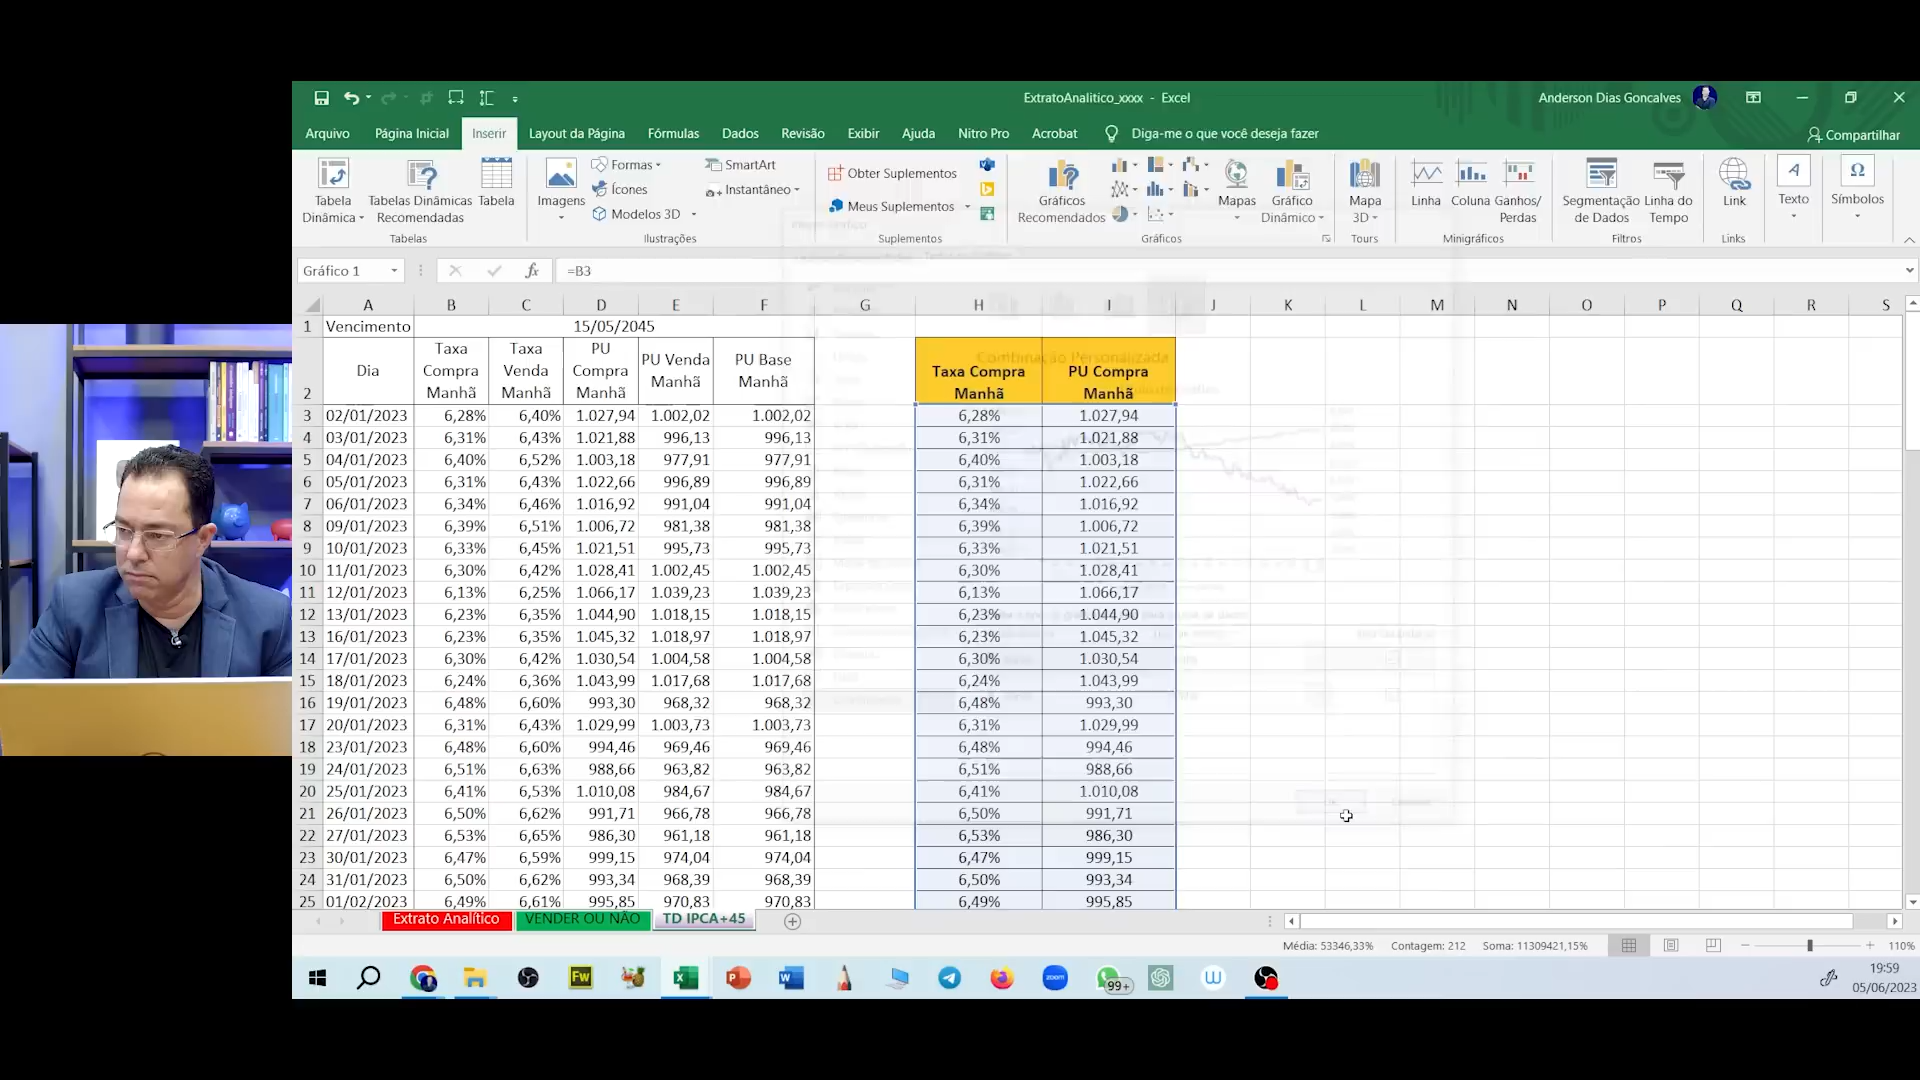 ExtratoAnalitico_xxxx - Excel
Anderson Dias Goncalves
Arquivo Página Inicial Inserir Layout da Página Fórmulas Dados Revisão Exibir Ajuda Nitro Pro Acrobat Diga-me o que você deseja fazer Compartilhar
Tabela Dinâmica
Tabelas Dinâmicas Recomendadas
Tabela
Tabelas
Imagens
Formas
Ícones
Modelos 3D
SmartArt
Instantâneo
Ilustrações
Obter Suplementos
Meus Suplementos
Suplementos
Gráficos Recomendados
Mapas
Gráfico Dinâmico
Gráficos
Mapa 3D
Tours
Linha
Coluna
Ganhos/Perdas
Minigráficos
Segmentação de Dados
Linha do Tempo
Filtros
Link
Links
Texto
Símbolos
Gráfico 1
fx
=B3
A B C D E F G H I J K L M N O P Q R S
1 Vencimento 15/05/2045
2 Dia Taxa Compra Manhã Taxa Venda Manhã PU Compra Manhã PU Venda Manhã PU Base Manhã Taxa Compra Manhã PU Compra Manhã
Combinação Personalizada
3 02/01/2023 6,28% 6,40% 1.027,94 1.002,02 1.002,02 6,28% 1.027,94
4 03/01/2023 6,31% 6,43% 1.021,88 996,13 996,13 6,31% 1.021,88
5 04/01/2023 6,40% 6,52% 1.003,18 977,91 977,91 6,40% 1.003,18
6 05/01/2023 6,31% 6,43% 1.022,66 996,89 996,89 6,31% 1.022,66
7 06/01/2023 6,34% 6,46% 1.016,92 991,04 991,04 6,34% 1.016,92
8 09/01/2023 6,39% 6,51% 1.006,72 981,38 981,38 6,39% 1.006,72
9 10/01/2023 6,33% 6,45% 1.021,51 995,73 995,73 6,33% 1.021,51
10 11/01/2023 6,30% 6,42% 1.028,41 1.002,45 1.002,45 6,30% 1.028,41
11 12/01/2023 6,13% 6,25% 1.066,17 1.039,23 1.039,23 6,13% 1.066,17
12 13/01/2023 6,23% 6,35% 1.044,90 1.018,15 1.018,15 6,23% 1.044,90
13 16/01/2023 6,23% 6,35% 1.045,32 1.018,97 1.018,97 6,23% 1.045,32
14 17/01/2023 6,30% 6,42% 1.030,54 1.004,58 1.004,58 6,30% 1.030,54
15 18/01/2023 6,24% 6,36% 1.043,99 1.017,68 1.017,68 6,24% 1.043,99
16 19/01/2023 6,48% 6,60% 993,30 968,32 968,32 6,48% 993,30
17 20/01/2023 6,31% 6,43% 1.029,99 1.003,73 1.003,73 6,31% 1.029,99
18 23/01/2023 6,48% 6,60% 994,46 969,46 969,46 6,48% 994,46
19 24/01/2023 6,51% 6,63% 988,66 963,82 963,82 6,51% 988,66
20 25/01/2023 6,41% 6,53% 1.010,08 984,67 984,67 6,41% 1.010,08
21 26/01/2023 6,50% 6,62% 991,71 966,78 966,78 6,50% 991,71
22 27/01/2023 6,53% 6,65% 986,30 961,18 961,18 6,53% 986,30
23 30/01/2023 6,47% 6,59% 999,15 974,04 974,04 6,47% 999,15
24 31/01/2023 6,50% 6,62% 993,34 968,39 968,39 6,50% 993,34
25 01/02/2023 6,49% 6,61% 995,85 970,83 970,83 6,49% 995,85
Extrato Analítico VENDER OU NÃO TD IPCA+45
Média: 53346,33% Contagem: 212 Soma: 11309421,15% 110%
Fw
zoom
99+
19:59
05/06/2023